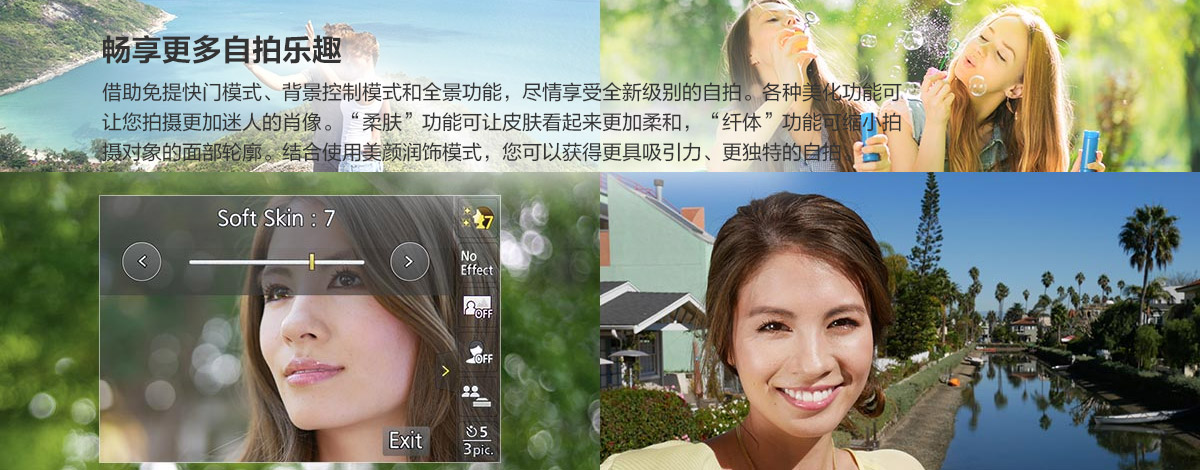 畅享更多自拍乐趣
借助免提快门模式、背景控制模式和全景功能，尽情享受全新级别的自拍。各种美化功能可
让您拍摄更加迷人的肖像。“柔肤”功能可让皮肤看起来更加柔和，“纤体”功能可缩小拍
摄对象的面部轮廓。结合使用美颜润饰模式，您可以获得更具吸引力、更独特的自拍
Soft Skin : 7
7
No
Effect
OFF
OFF
5
3pic.
Exit